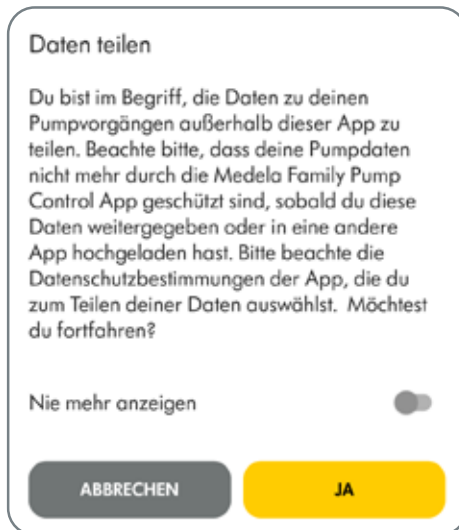 Daten teilen
Du bist im Begriff, die Daten zu deinen
Pumpvorgängen außerhalb dieser App zu
teilen. Beachte bitte, dass deine Pumpdaten
nicht mehr durch die Medela Family Pump
Control App geschützt sind, sobald du diese
Daten weitergegeben oder in eine andere
App hochgeladen hast. Bitte beachte die
Datenschutzbestimmungen der App, die du
zum Teilen deiner Daten auswählst. Möchtest
du fortfahren?
Nie mehr anzeigen
ABBRECHEN JA